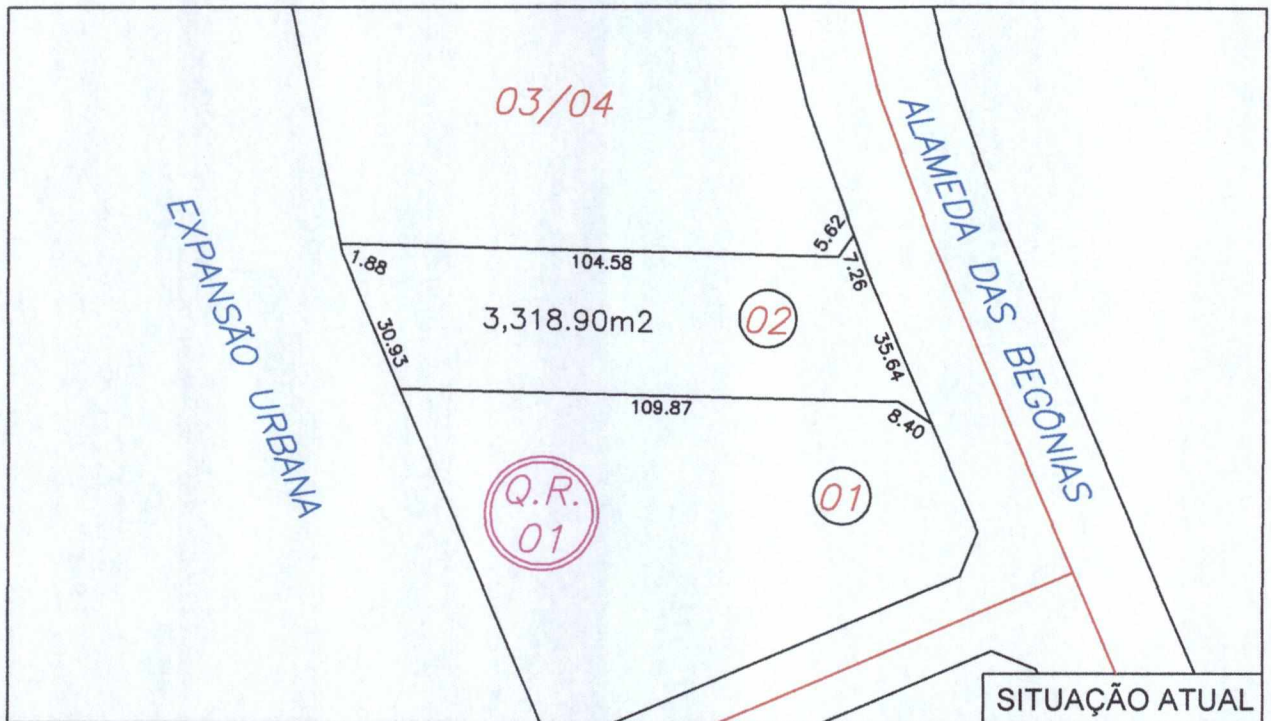 03/04
ALAMEDA DAS BEGÔNIAS
EXPANSÃO URBANA
5.62
1.88
104.58
7.26
3,318.90m2
02
30.93
35.64
109.87
8.40
Q.R.
01
01
SITUAÇÃO ATUAL